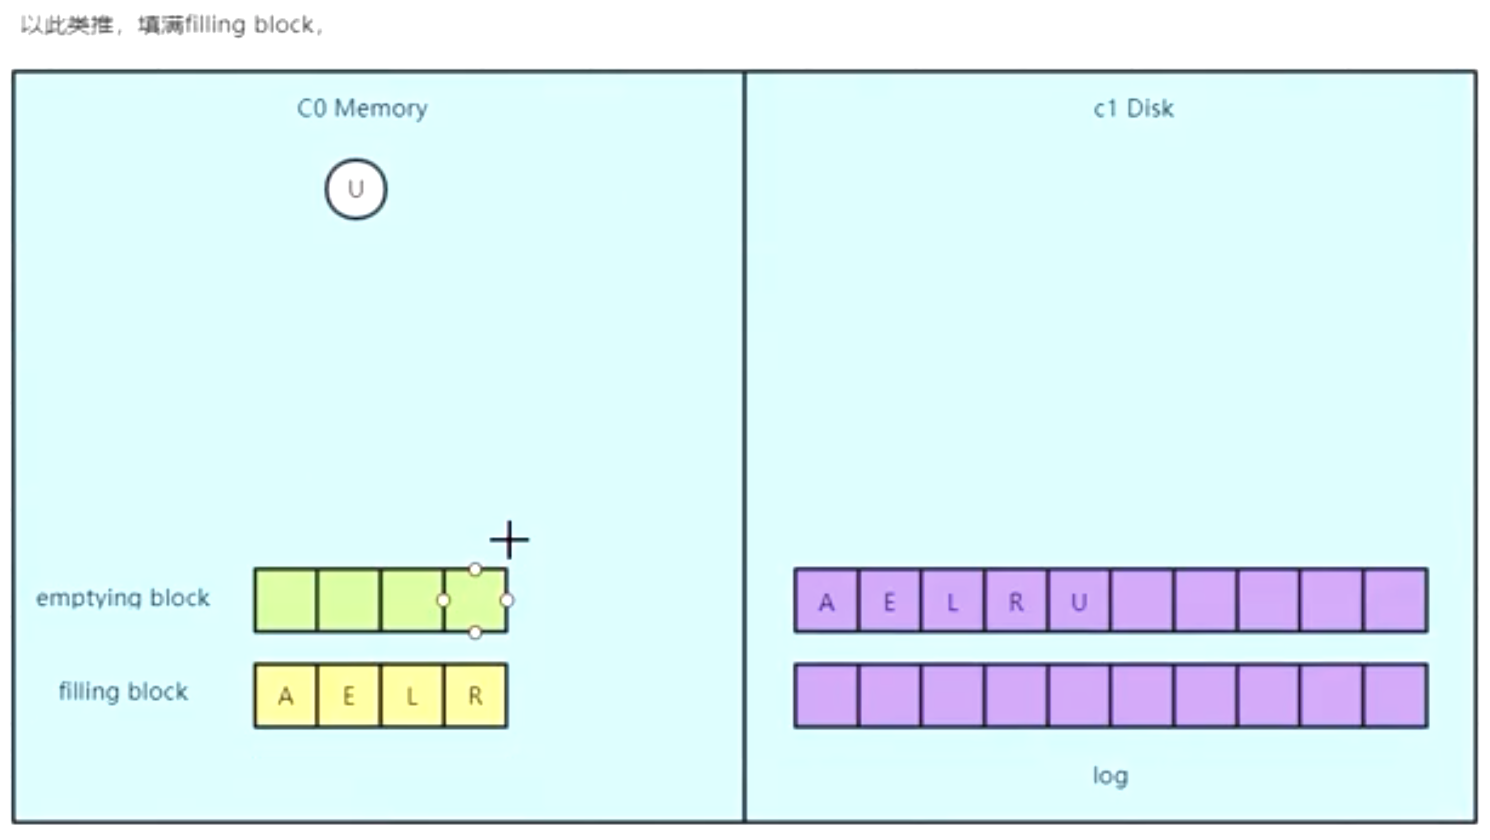 以此类推，填满filling block，
C0 Memory
c1 Disk
U
emptying block
A E L R U
filling block
A E L R
log